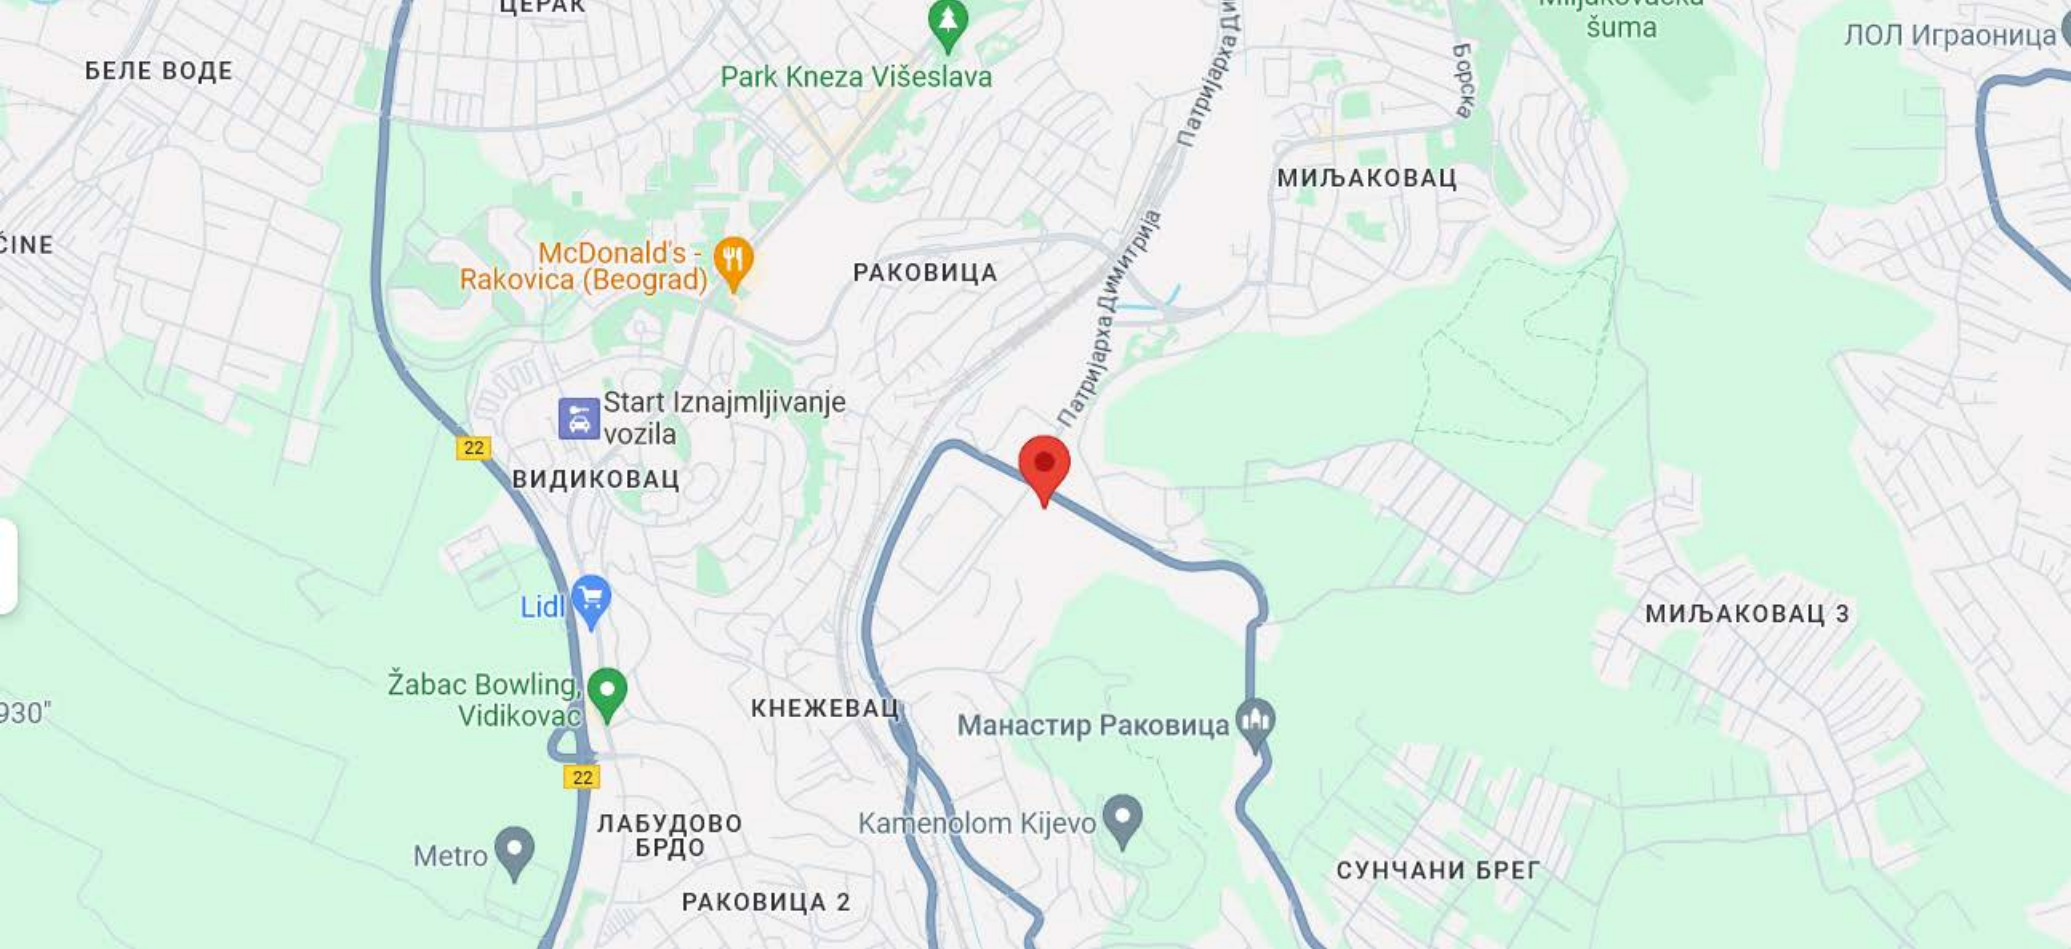 ЦЕРАК
БЕЛЕ ВОДЕ
Park Kneza Višeslava
Патријарха
Борска
Miljakovačka
šuma
ЛОЛ Играоница
МИЉАКОВАЦ
ĆINE
McDonald's -
Rakovica (Beograd)
РАКОВИЦА
Патријарха Димитрија
Start Iznajmljivanje
vozila
22
ВИДИКОВАЦ
Lidl
МИЉАКОВАЦ 3
Žabac Bowling,
Vidikovac
930"
КНЕЖЕВАЦ
Манастир Раковица
22
ЛАБУДОВО
БРДО
Kamenolom Kijevo
Metro
СУНЧАНИ БРЕГ
РАКОВИЦА 2